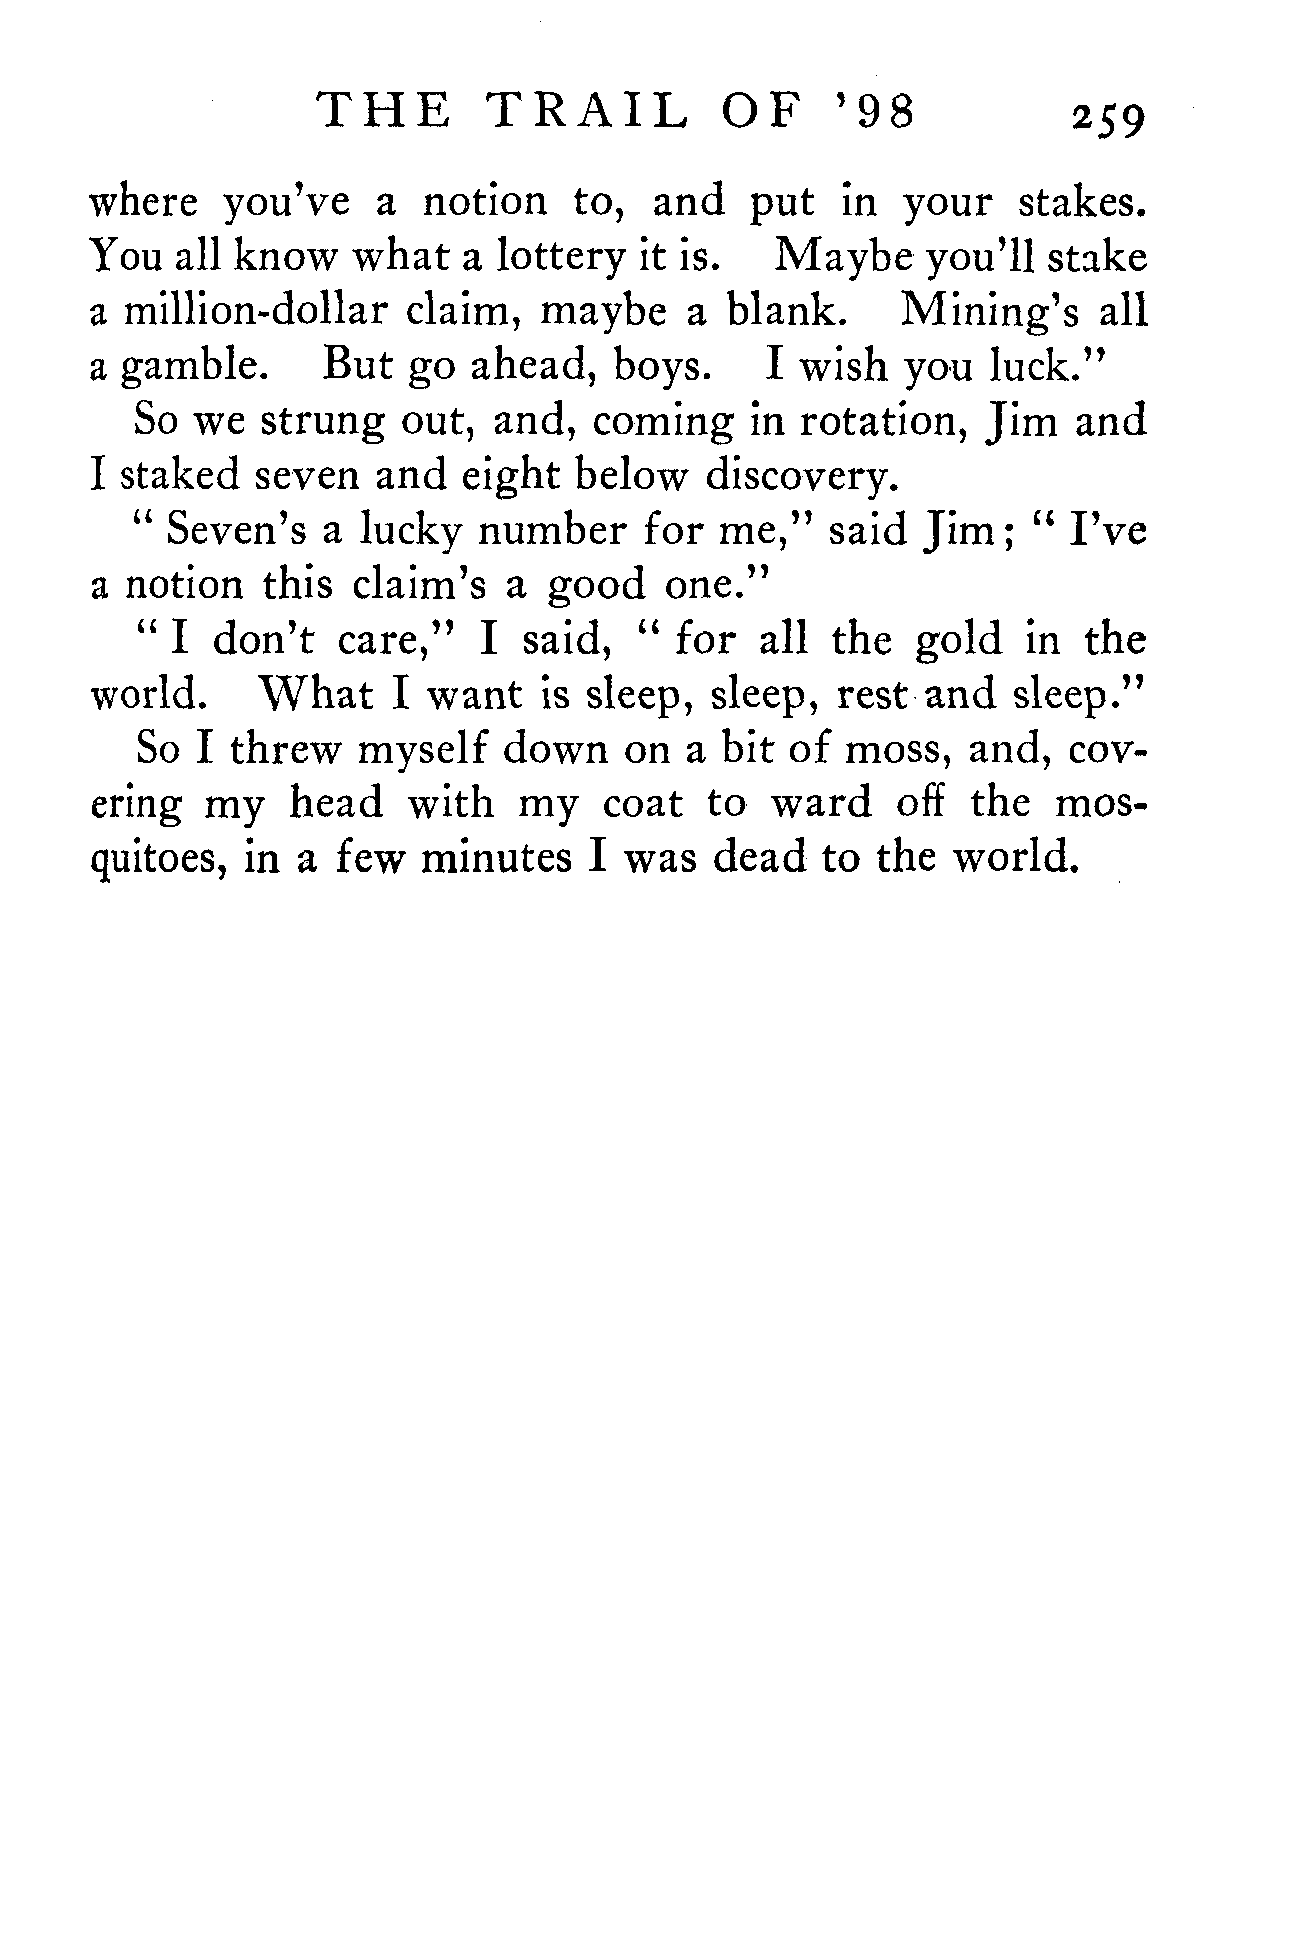 THE TRAIL OF '98 259
where you've a notion to, and put in your stakes.
You all know what a lottery it is. Maybe you'll stake
a million-dollar claim, maybe a blank. Mining's all
a gamble. But go ahead, boys. I wish you luck."
So we strung out, and, coming in rotation, Jim and
I staked seven and eight below discovery.
" Seven's a lucky number for me," said Jim; " I've
a notion this claim's a good one."
" I don't care," I said, " for all the gold in the
world. What I want is sleep, sleep, rest and sleep."
So I threw myself down on a bit of moss, and, cov-
ering my head with my coat to ward off the mos-
quitoes, in a few minutes I was dead to the world.